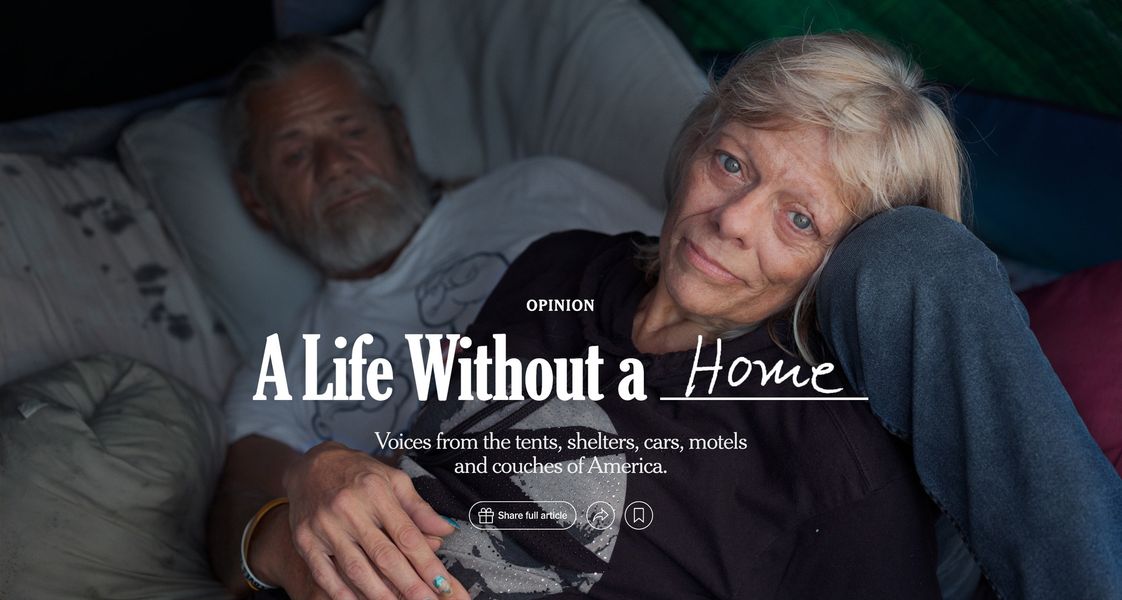 OPINION
A Life Without a Home
Voices from the tents, shelters, cars, motels
and couches of America.
Share full article